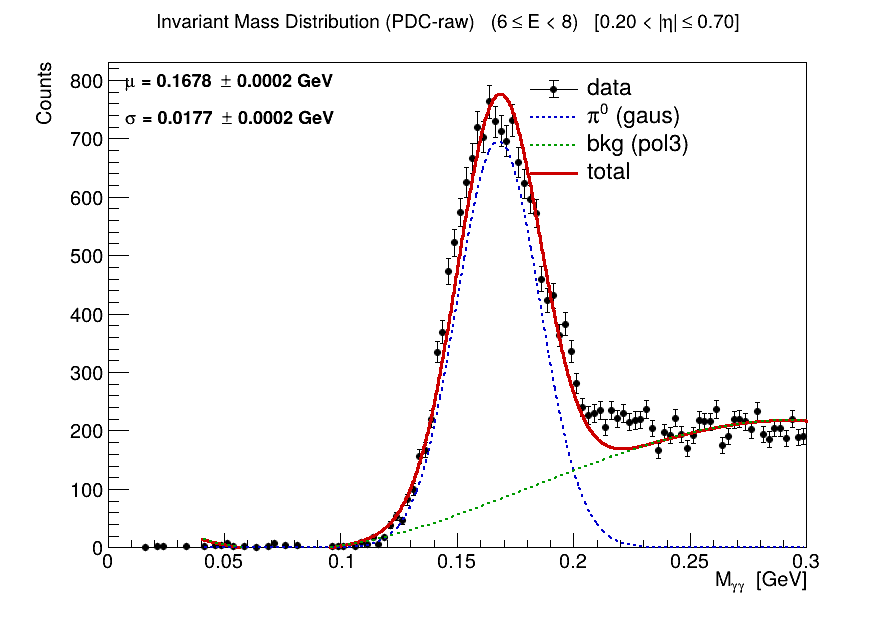 Invariant Mass Distribution (PDC-raw) (6 ≤ E < 8) [0.20 < |η| ≤ 0.70]
Counts
800
700
600
500
400
300
200
100
0
μ = 0.1678 ± 0.0002 GeV
σ = 0.0177 ± 0.0002 GeV
data
π⁰ (gaus)
bkg (pol3)
total
0 0.05 0.1 0.15 0.2 0.25 0.3
M_γγ [GeV]